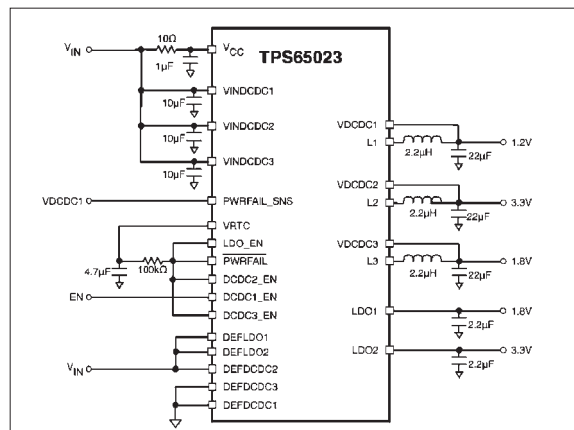 TPS65023
VIN
10Ω
1µF
VCC
10µF
VINDCDC1
10µF
VINDCDC2
10µF
VINDCDC3
VDCDC1
PWRFAIL_SNS
VRTC
LDO_EN
4.7µF
100kΩ
PWRFAIL
DCDC2_EN
EN
DCDC1_EN
DCDC3_EN
DEFLDO1
DEFLDO2
VIN
DEFDCDC2
DEFDCDC3
DEFDCDC1
VDCDC1
L1
2.2µH
22µF
1.2V
VDCDC2
L2
2.2µH
22µF
3.3V
VDCDC3
L3
2.2µH
22µF
1.8V
LDO1
2.2µF
1.8V
LDO2
2.2µF
3.3V